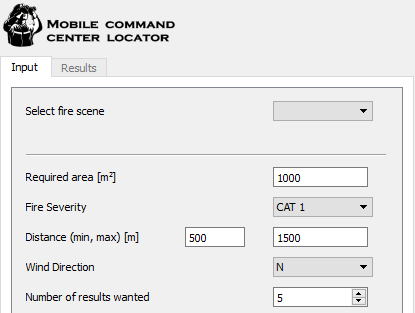 MOBILE COMMAND
CENTER LOCATOR
Input Results
Select fire scene
Required area [m²] 1000
Fire Severity CAT 1
Distance (min, max) [m] 500 1500
Wind Direction N
Number of results wanted 5